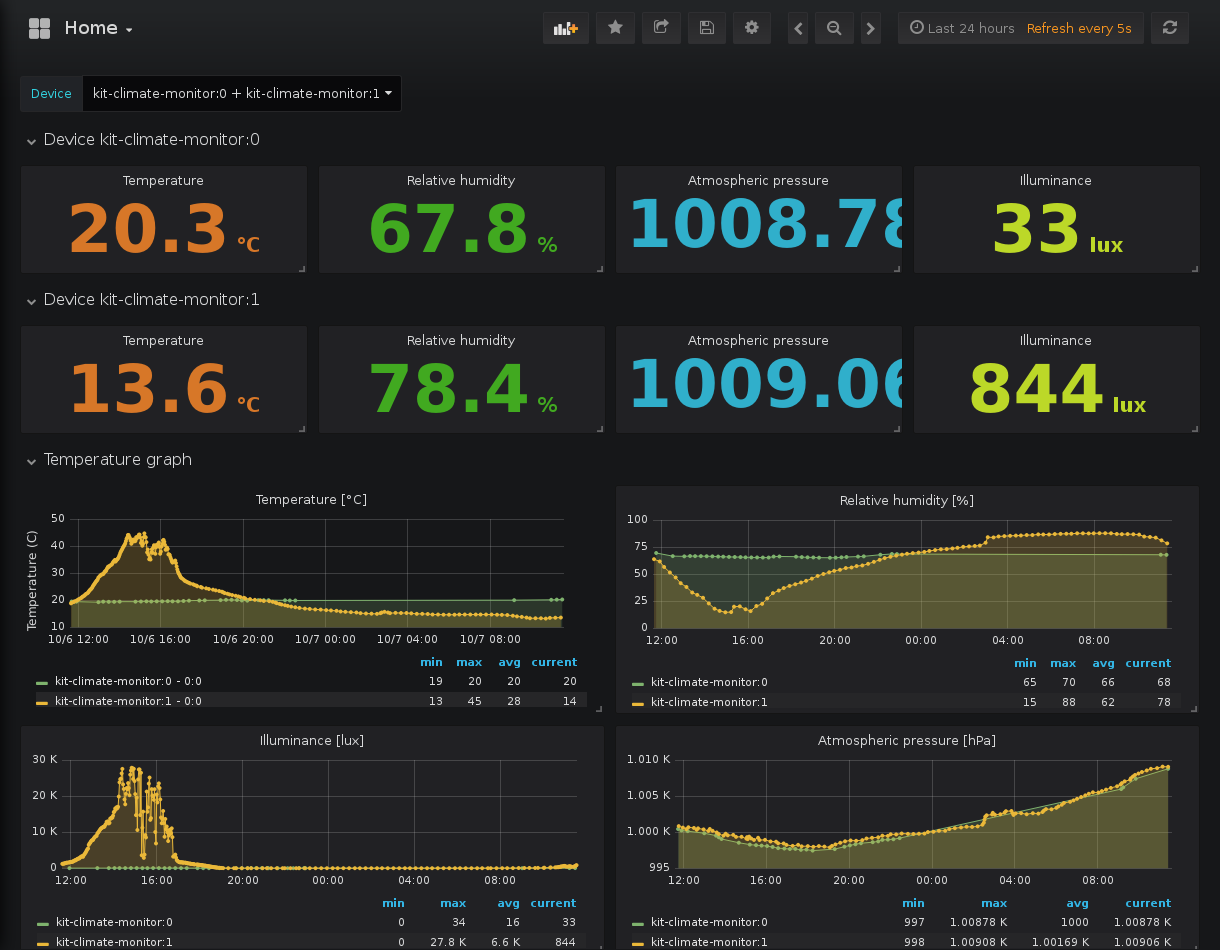 Home
Last 24 hours Refresh every 5s
Device kit-climate-monitor:0 + kit-climate-monitor:1
Device kit-climate-monitor:0
Temperature Relative humidity Atmospheric pressure Illuminance
20.3 °C 67.8 % 1008.78 33 lux
Device kit-climate-monitor:1
Temperature Relative humidity Atmospheric pressure Illuminance
13.6 °C 78.4 % 1009.06 844 lux
Temperature graph
Temperature [°C]
Temperature (C)
50
40
30
20
10
10/6 12:00 10/6 16:00 10/6 20:00 10/7 00:00 10/7 04:00 10/7 08:00
min max avg current
kit-climate-monitor:0 - 0:0 19 20 20 20
kit-climate-monitor:1 - 0:0 13 45 28 14
Relative humidity [%]
100
75
50
25
0
12:00 16:00 20:00 00:00 04:00 08:00
min max avg current
kit-climate-monitor:0 65 70 66 68
kit-climate-monitor:1 15 88 62 78
Illuminance [lux]
30 K
20 K
10 K
0
12:00 16:00 20:00 00:00 04:00 08:00
min max avg current
kit-climate-monitor:0 0 34 16 33
kit-climate-monitor:1 0 27.8 K 6.6 K 844
Atmospheric pressure [hPa]
1.010 K
1.005 K
1.000 K
995
12:00 16:00 20:00 00:00 04:00 08:00
min max avg current
kit-climate-monitor:0 997 1.00878 K 1000 1.00878 K
kit-climate-monitor:1 998 1.00908 K 1.00169 K 1.00906 K